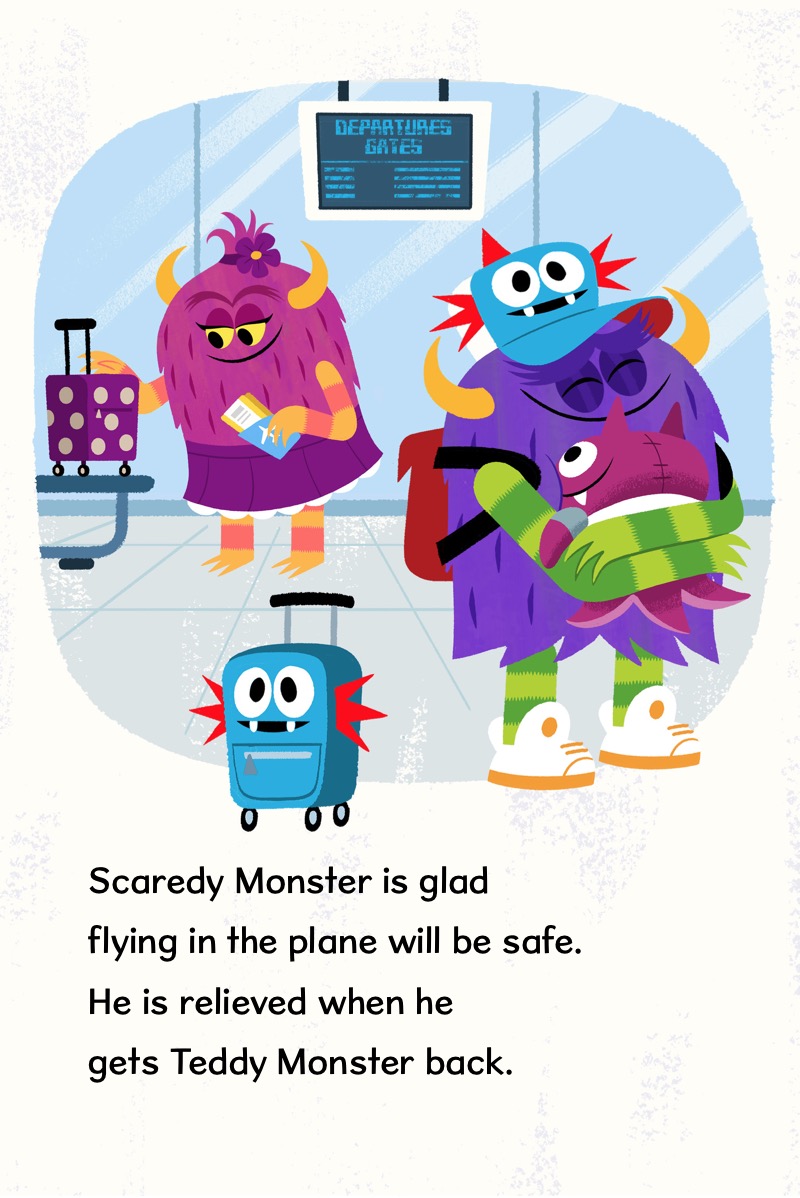 DEPARTURES
GATES
Scaredy Monster is glad
flying in the plane will be safe.
He is relieved when he
gets Teddy Monster back.